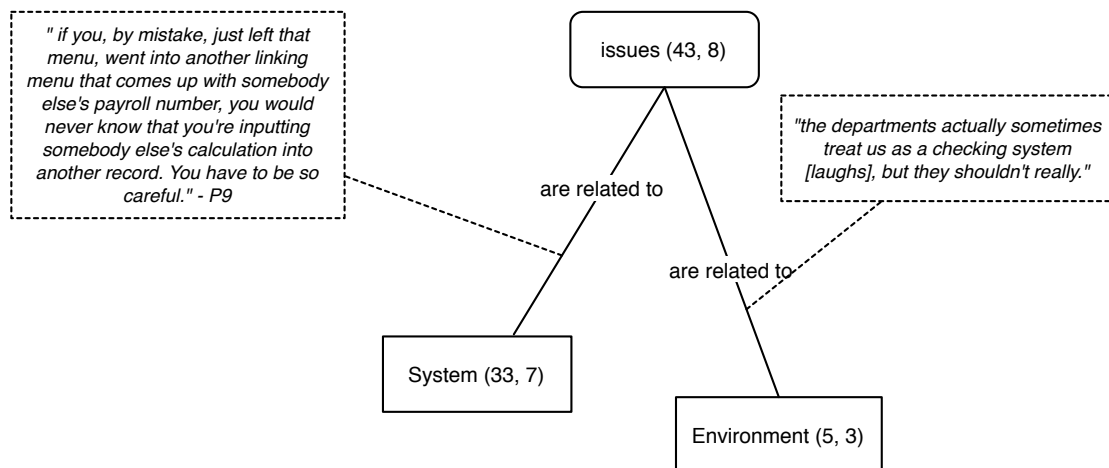 " if you, by mistake, just left that
menu, went into another linking
menu that comes up with somebody
else's payroll number, you would
never know that you're inputting
somebody else's calculation into
another record. You have to be so
careful." - P9
issues (43, 8)
"the departments actually sometimes
treat us as a checking system
[laughs], but they shouldn't really."
are related to
are related to
System (33, 7)
Environment (5, 3)